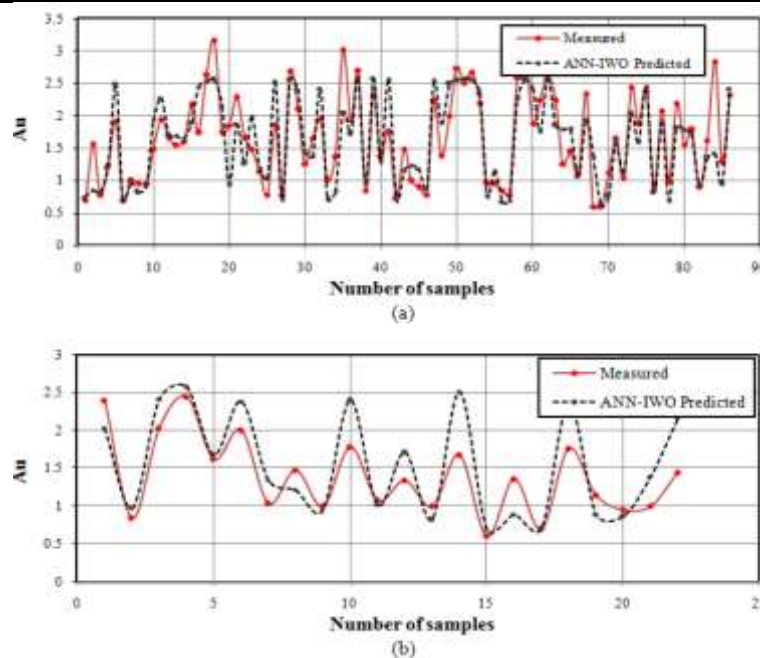 3.5
3
2.5
2
1.5
1
0.5
0
Au
Measured
ANN-IWO Predicted
0 10 20 30 40 50 60 70 80 90
Number of samples
(a)
3
2.5
2
1.5
1
0.5
0
Au
Measured
ANN-IWO Predicted
0 5 10 15 20 25
Number of samples
(b)